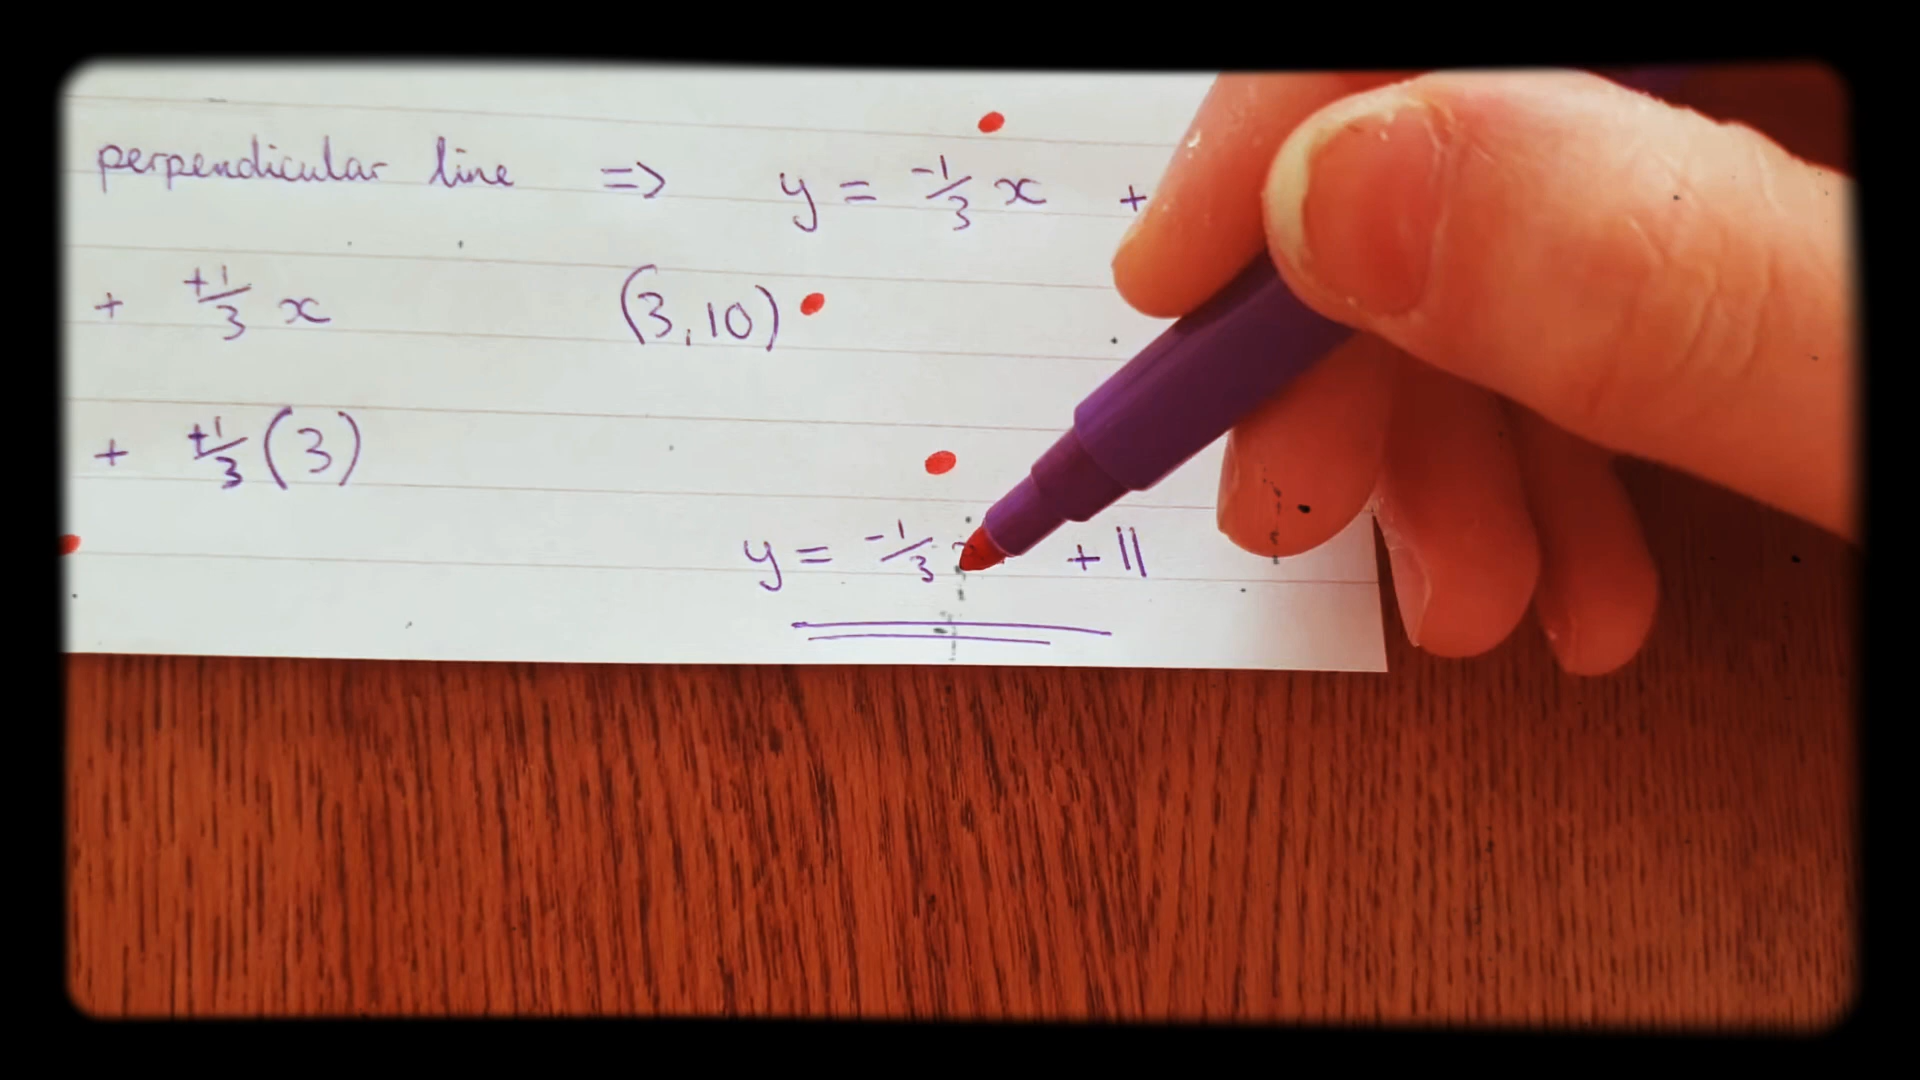 perpendicular line => y = -1/3 x +
+ +1/3 x (3,10)
+ +1/3 (3)
y = -1/3 + 11